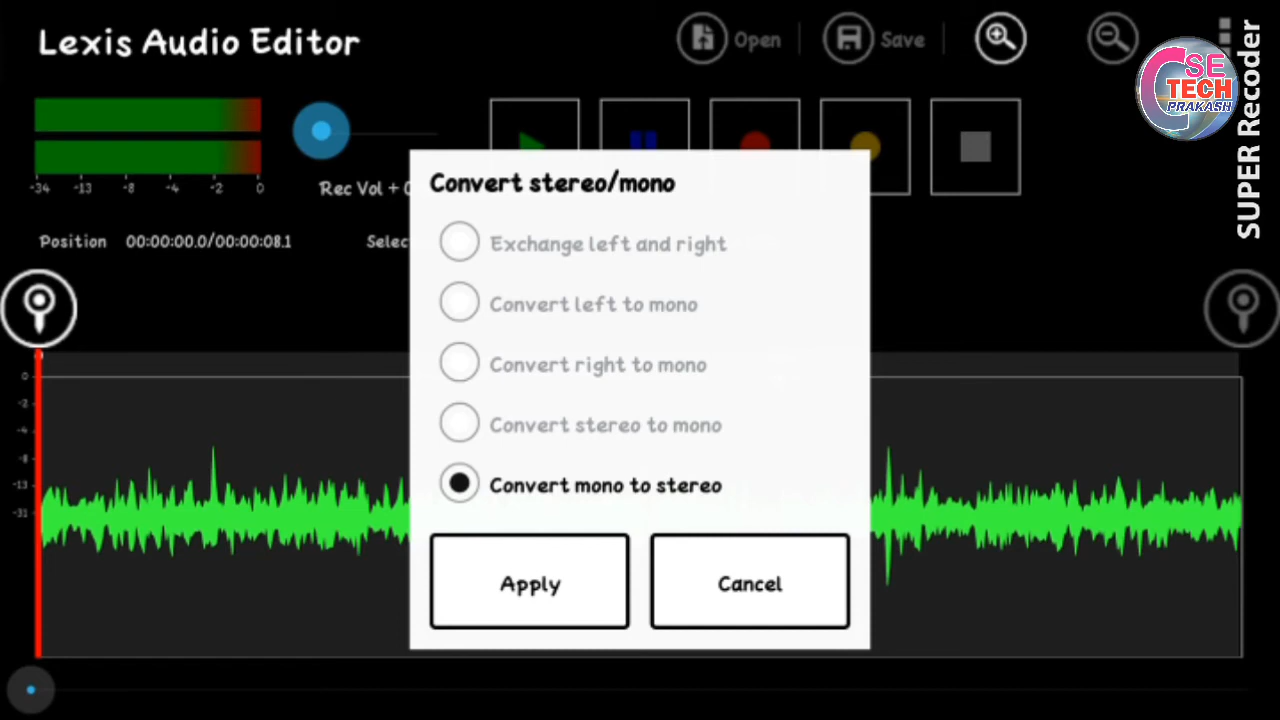 Lexis Audio Editor
Open
Save
CSE
TECH
PRAKASH
SUPER Recoder
-34 -13 -8 -4 -2 0
Rec Vol + 0
Position 00:00:00.0/00:00:08.1
Selec
Convert stereo/mono
Exchange left and right
Convert left to mono
Convert right to mono
Convert stereo to mono
Convert mono to stereo
Apply
Cancel
0
-2
-4
-8
-13
-31